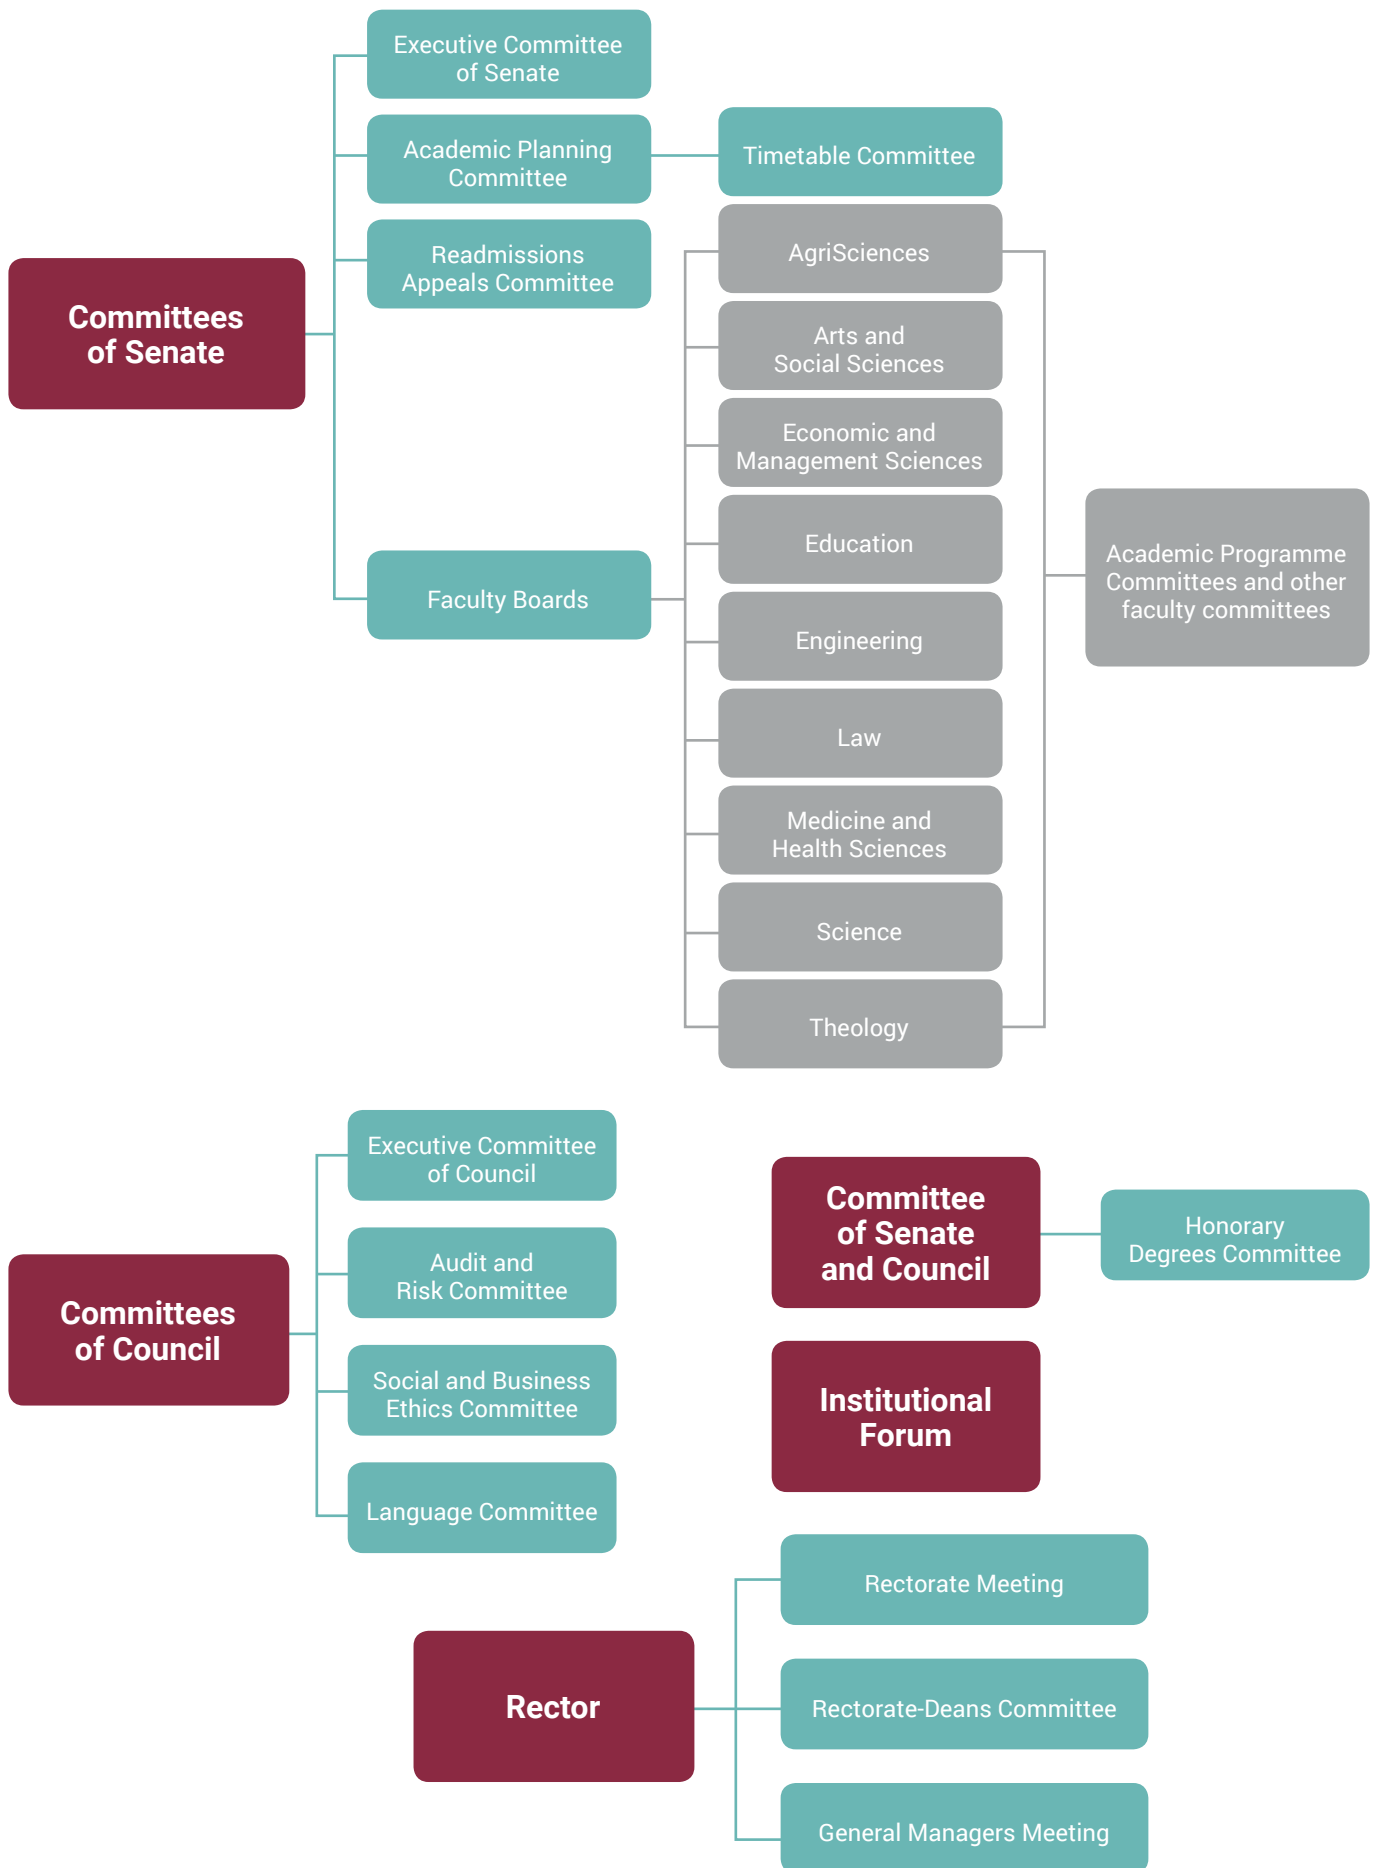 Executive Committee
of Senate
Academic Planning
Committee
Timetable Committee
Readmissions
Appeals Committee
Committees
of Senate
Faculty Boards
AgriSciences
Arts and
Social Sciences
Economic and
Management Sciences
Education
Engineering
Law
Medicine and
Health Sciences
Science
Theology
Academic Programme
Committees and other
faculty committees
Committees
of Council
Executive Committee
of Council
Audit and
Risk Committee
Social and Business
Ethics Committee
Language Committee
Committee
of Senate
and Council
Honorary
Degrees Committee
Institutional
Forum
Rector
Rectorate Meeting
Rectorate-Deans Committee
General Managers Meeting